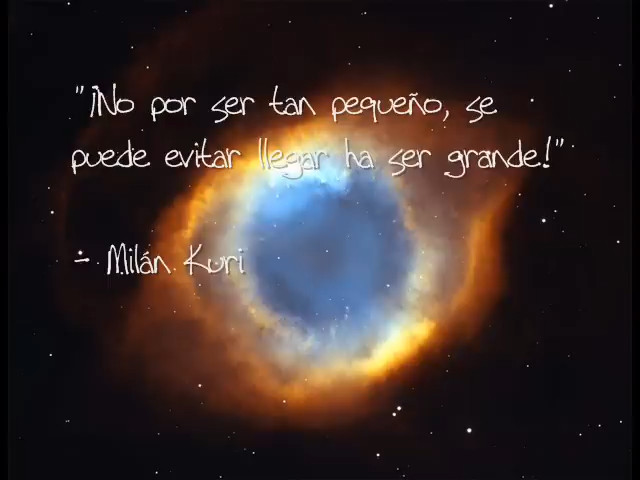 "¡No por ser tan pequeño, se
puede evitar llegar ha ser grande!"
- Milán Kuri